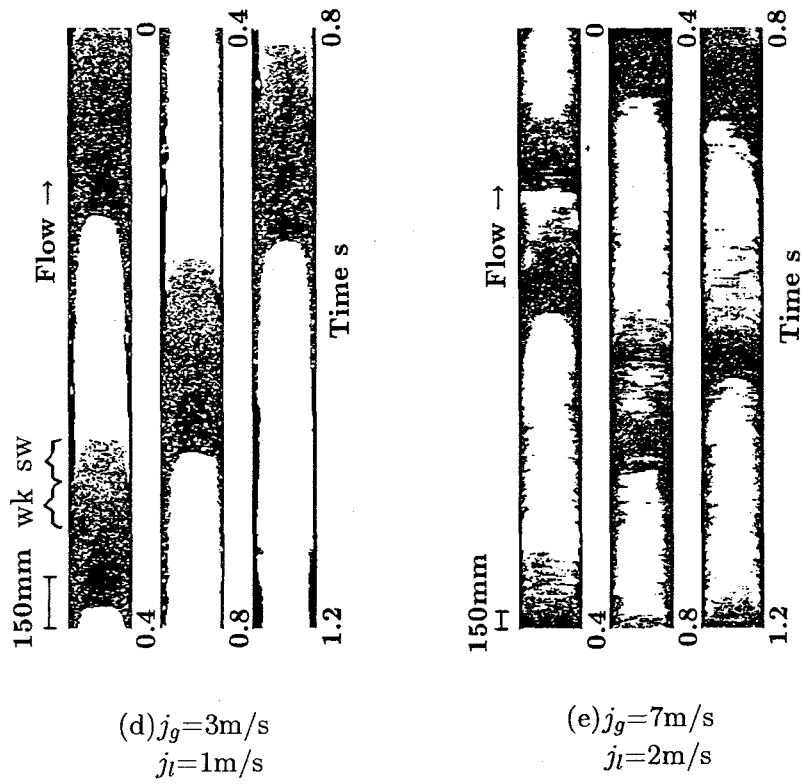 0
0.4
0.8
Flow →
Time s
wk sw
150mm
0.4
0.8
1.2
(d) j_g=3m/s
j_l=1m/s
0
0.4
0.8
Flow →
Time s
150mm
0.4
0.8
1.2
(e) j_g=7m/s
j_l=2m/s